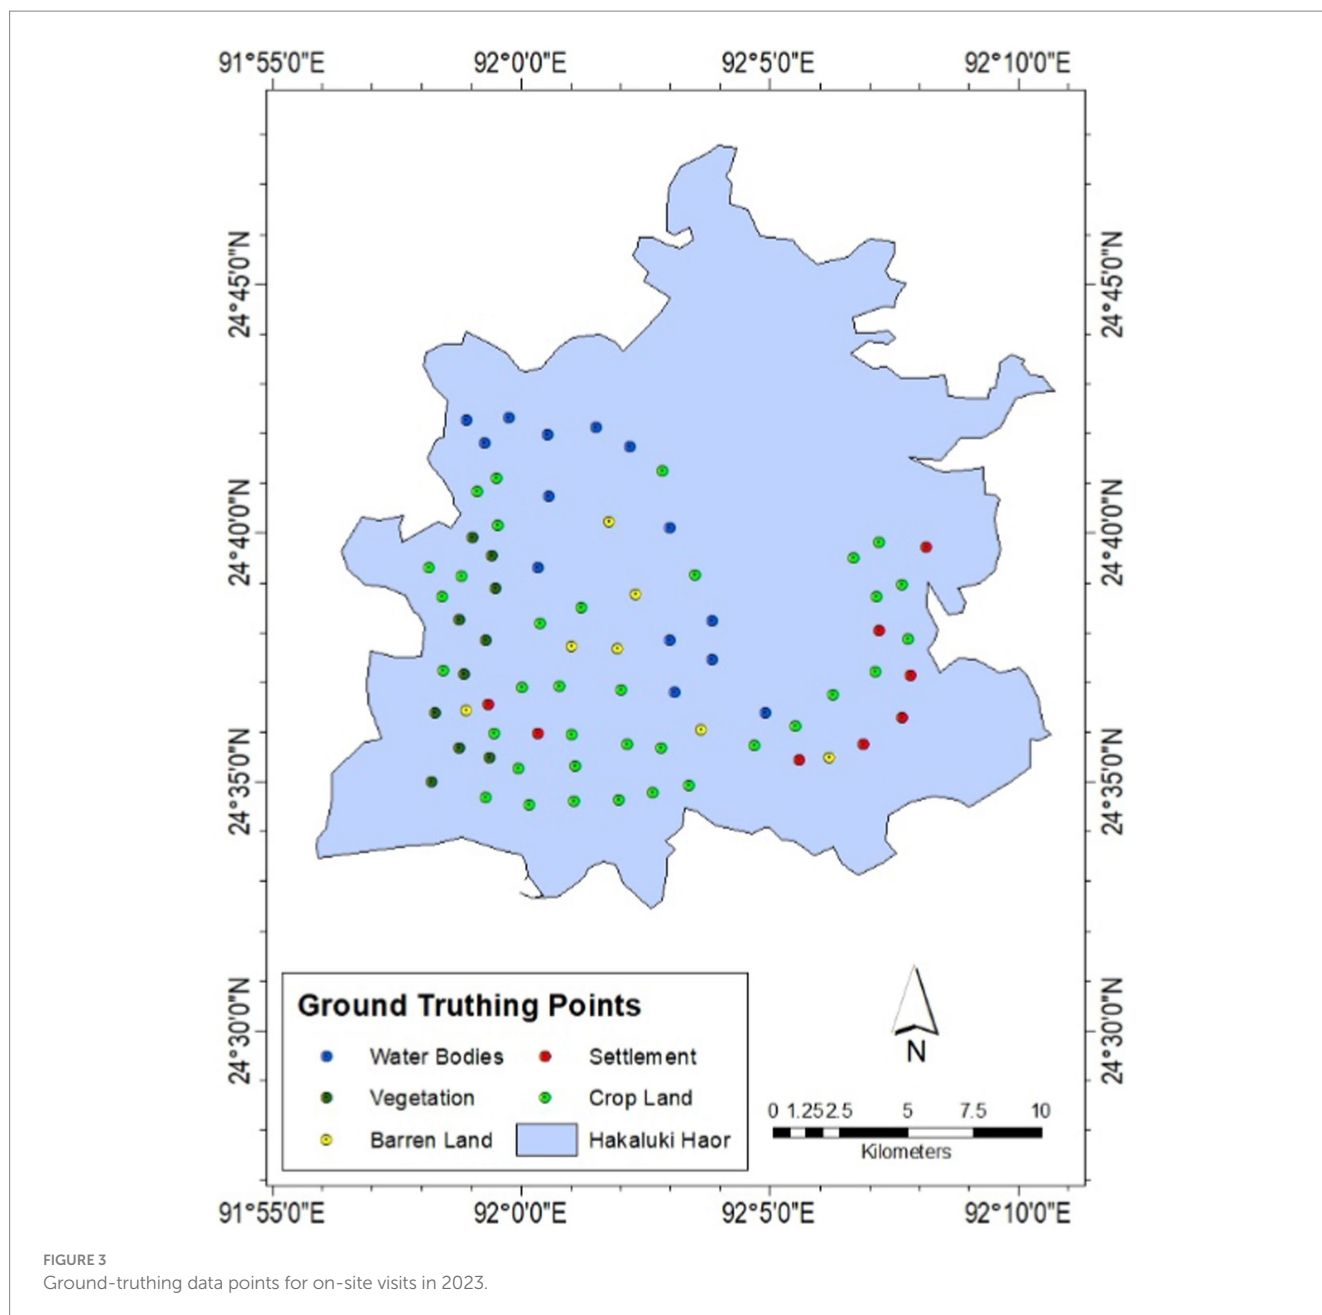 91°55'0"E 92°0'0"E 92°5'0"E 92°10'0"E
24°45'0"N 24°45'0"N
24°40'0"N 24°40'0"N
24°35'0"N 24°35'0"N
24°30'0"N 24°30'0"N
Ground Truthing Points
Water Bodies Settlement
Vegetation Crop Land
Barren Land Hakaluki Haor
N
0 1.25 2.5 5 7.5 10
Kilometers
91°55'0"E 92°0'0"E 92°5'0"E 92°10'0"E
FIGURE 3
Ground-truthing data points for on-site visits in 2023.